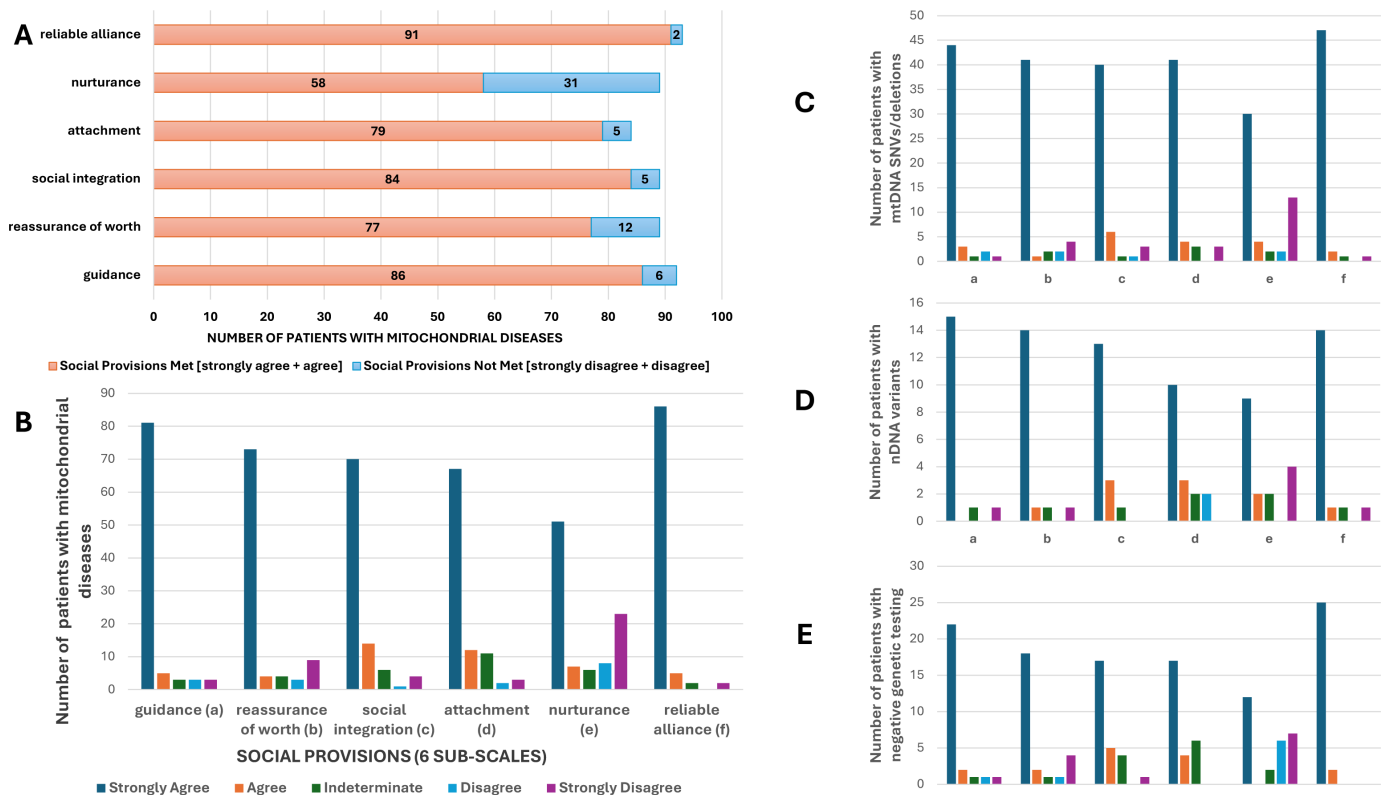 A
reliable alliance
91
2
nurturance
58
31
attachment
79
5
social integration
84
5
reassurance of worth
77
12
guidance
86
6
0 10 20 30 40 50 60 70 80 90 100
NUMBER OF PATIENTS WITH MITOCHONDRIAL DISEASES
Social Provisions Met [strongly agree + agree]
Social Provisions Not Met [strongly disagree + disagree]
B
Number of patients with mitochondrial
diseases
90
80
70
60
50
40
30
20
10
0
guidance (a)
reassurance
of worth (b)
social
integration (c)
attachment
(d)
nurturance
(e)
reliable
alliance (f)
SOCIAL PROVISIONS (6 SUB-SCALES)
Strongly Agree
Agree
Indeterminate
Disagree
Strongly Disagree
C
Number of patients with
mtDNA SNVs/deletions
50
45
40
35
30
25
20
15
10
5
0
a b c d e f
D
Number of patients with
nDNA variants
16
14
12
10
8
6
4
2
0
a b c d e f
E
Number of patients with
negative genetic testing
30
25
20
15
10
5
0